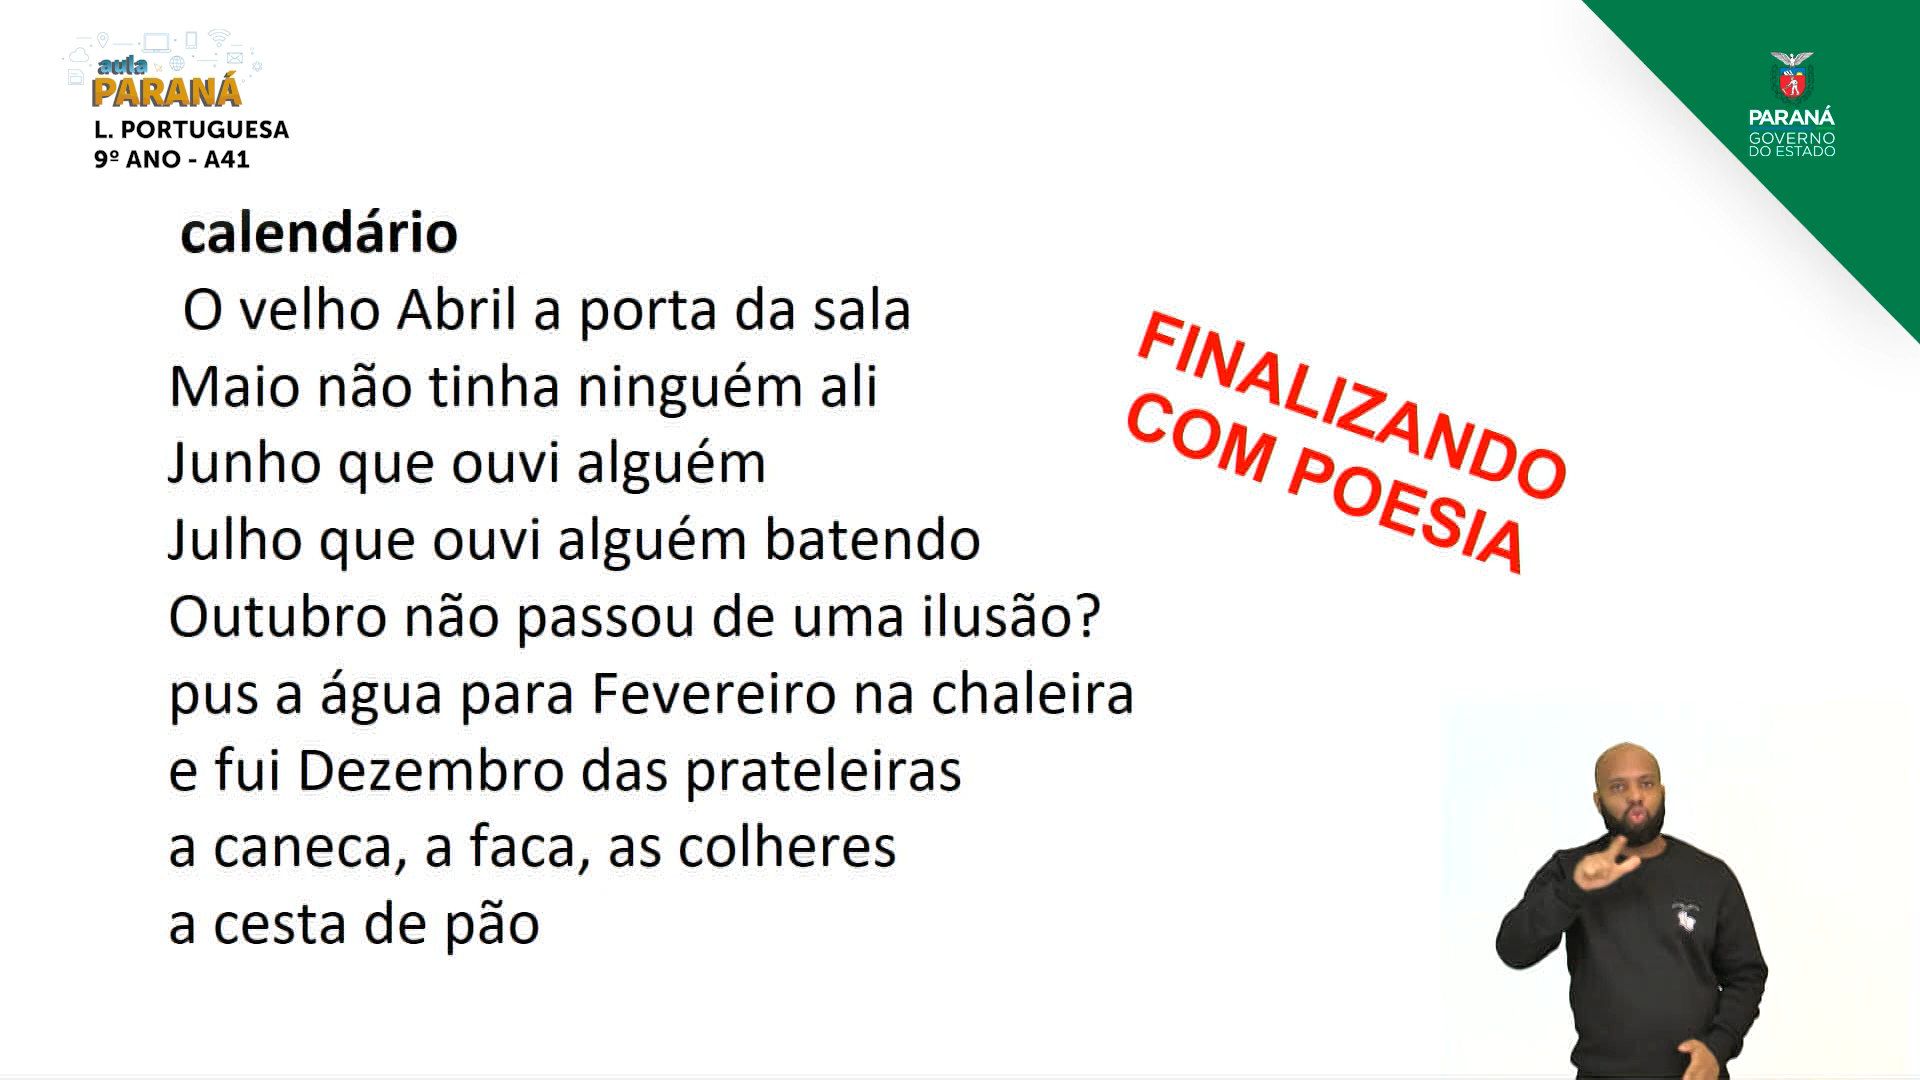 aula
PARANÁ
L. PORTUGUESA
9º ANO - A41
PARANÁ
GOVERNO
DO ESTADO
calendário
O velho Abril a porta da sala
Maio não tinha ninguém ali
Junho que ouvi alguém
Julho que ouvi alguém batendo
Outubro não passou de uma ilusão?
pus a água para Fevereiro na chaleira
e fui Dezembro das prateleiras
a caneca, a faca, as colheres
a cesta de pão
FINALIZANDO
COM POESIA